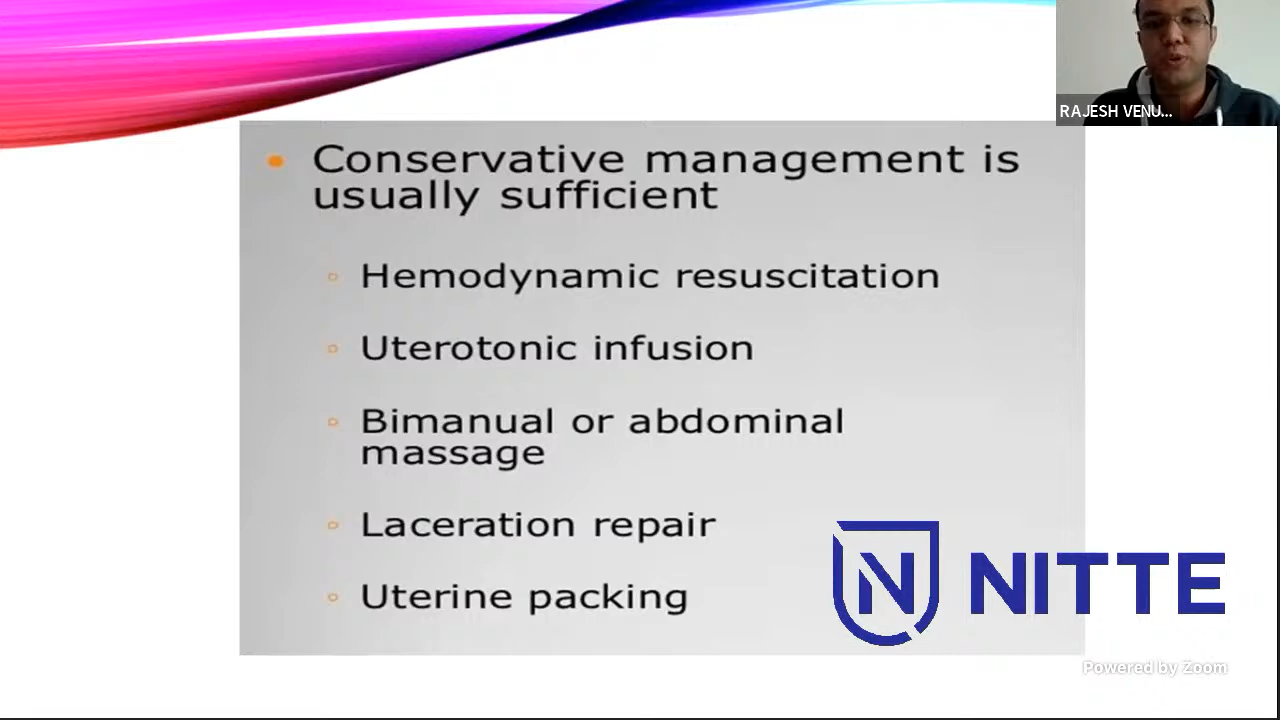 RAJESH VENU...
Conservative management is
usually sufficient
Hemodynamic resuscitation
Uterotonic infusion
Bimanual or abdominal
massage
Laceration repair
Uterine packing
N NITTE
Powered by Zoom